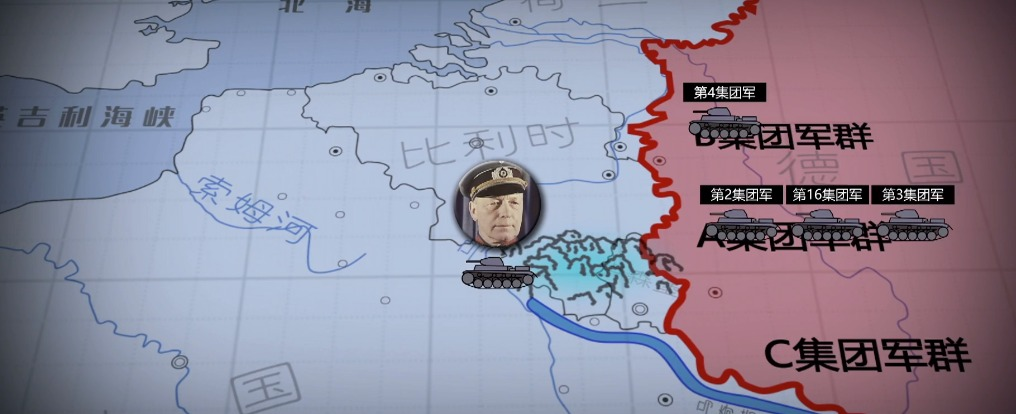 北 海
荷 兰
英吉利海峡
第4集团军
B集团军群
比利时
德 国
第2集团军 第16集团军 第3集团军
A集团军群
索姆河
C集团军群
国